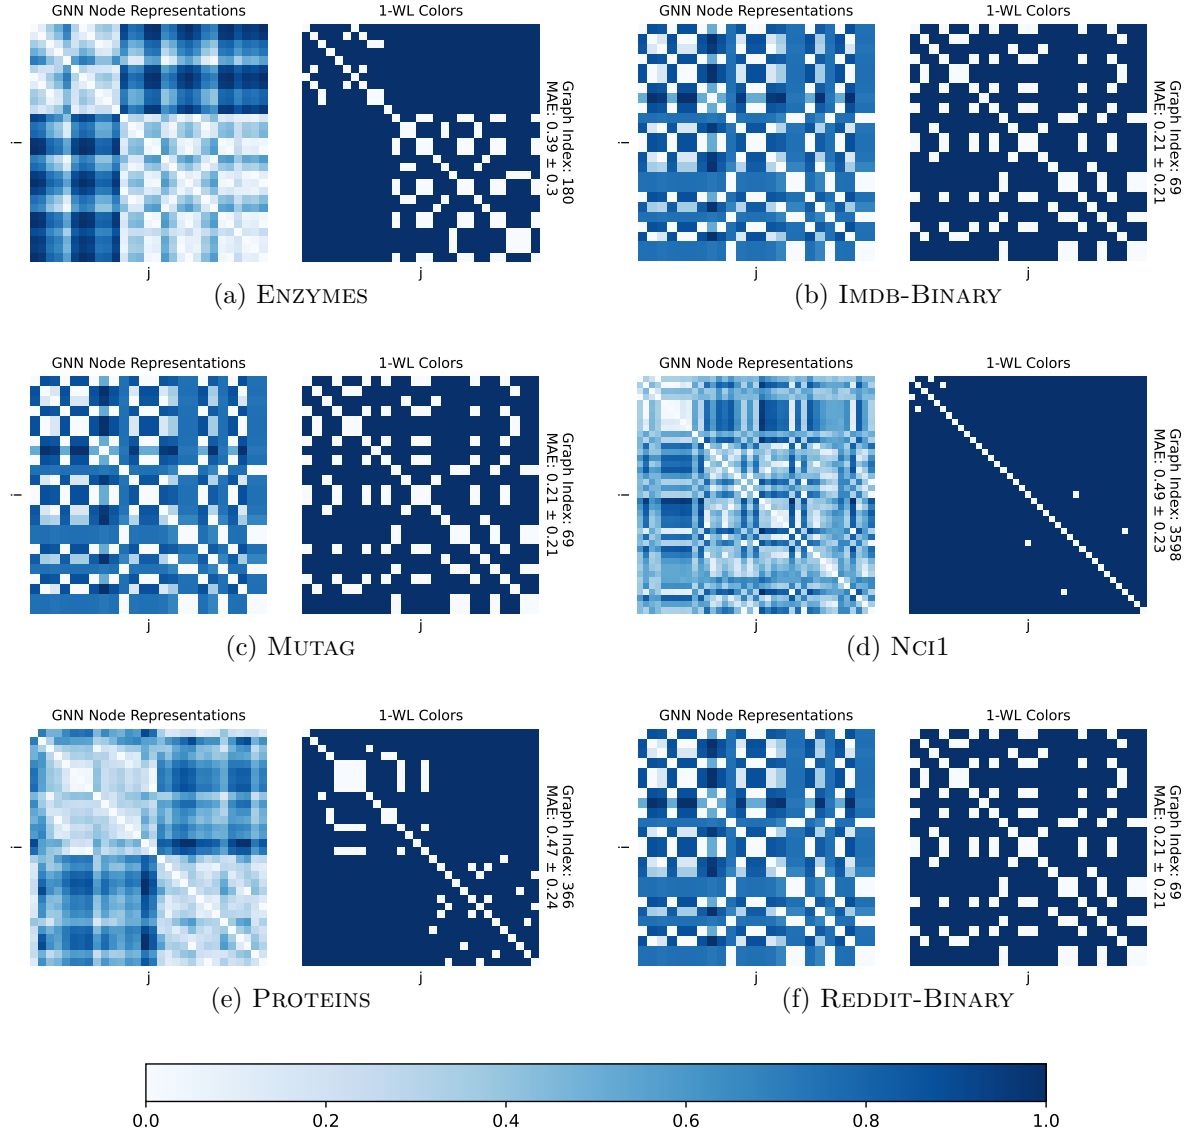 GNN Node Representations
1-WL Colors
i
j
j
Graph Index: 180
MAE: 0.39 ± 0.3
(a) Enzymes
GNN Node Representations
1-WL Colors
i
j
j
Graph Index: 69
MAE: 0.21 ± 0.21
(b) Imdb-Binary
GNN Node Representations
1-WL Colors
i
j
j
Graph Index: 69
MAE: 0.21 ± 0.21
(c) Mutag
GNN Node Representations
1-WL Colors
i
j
j
Graph Index: 3598
MAE: 0.49 ± 0.23
(d) Nci1
GNN Node Representations
1-WL Colors
i
j
j
Graph Index: 366
MAE: 0.47 ± 0.24
(e) Proteins
GNN Node Representations
1-WL Colors
i
j
j
Graph Index: 69
MAE: 0.21 ± 0.21
(f) Reddit-Binary
0.0 0.2 0.4 0.6 0.8 1.0